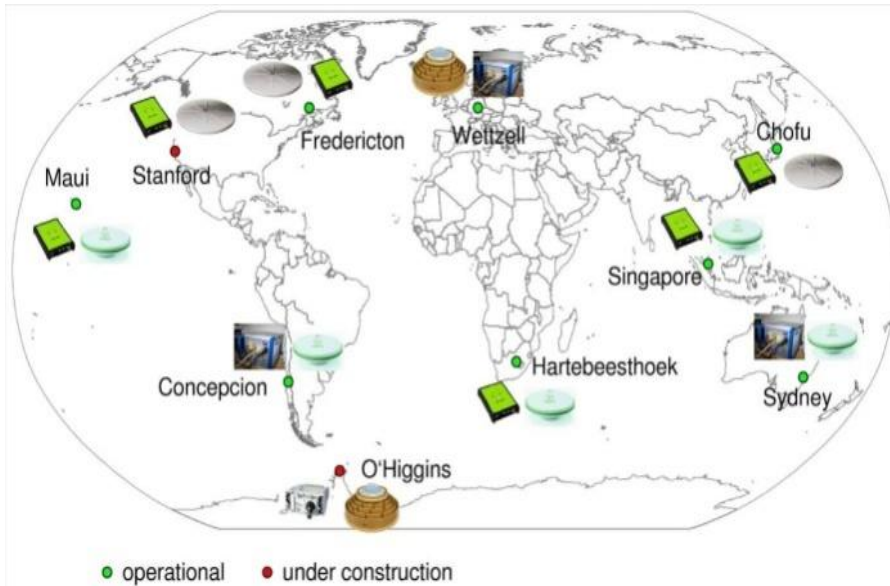 Fredericton
Wettzell
Chofu
Maui
Stanford
Singapore
Hartebeesthoek
Concepcion
Sydney
O'Higgins
operational
under construction